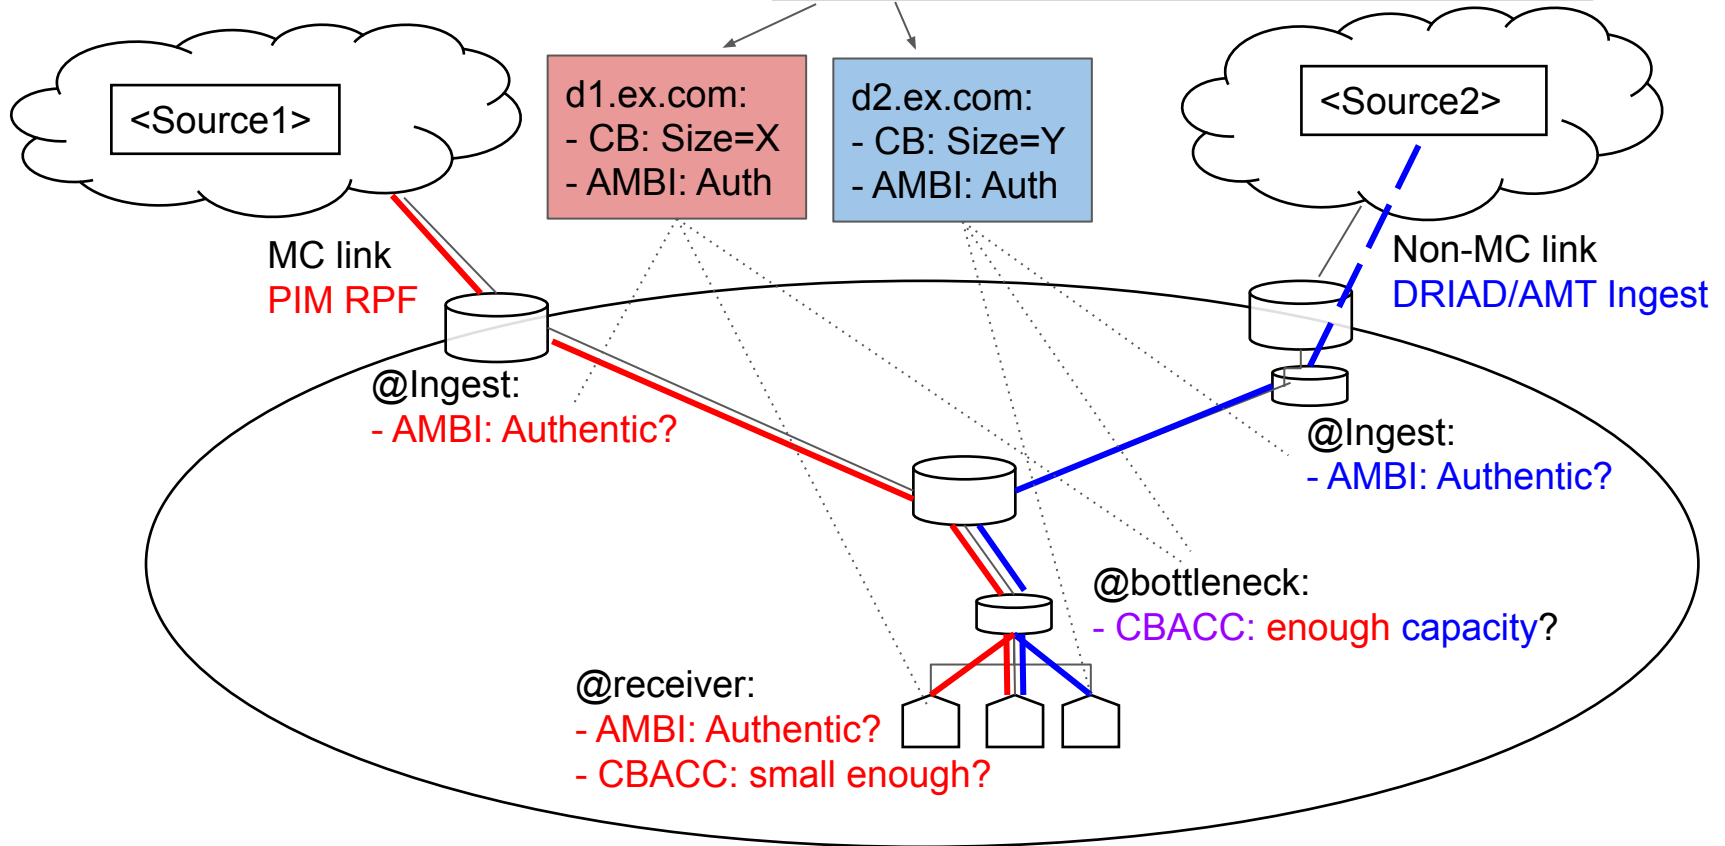 <Source1>
d1.ex.com:
- CB: Size=X
- AMBI: Auth
d2.ex.com:
- CB: Size=Y
- AMBI: Auth
<Source2>
MC link
PIM RPF
Non-MC link
DRIAD/AMT Ingest
@Ingest:
- AMBI: Authentic?
@Ingest:
- AMBI: Authentic?
@bottleneck:
- CBACC: enough capacity?
@receiver:
- AMBI: Authentic?
- CBACC: small enough?